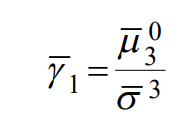 γ̅₁ = μ̅₃⁰ / σ̅³